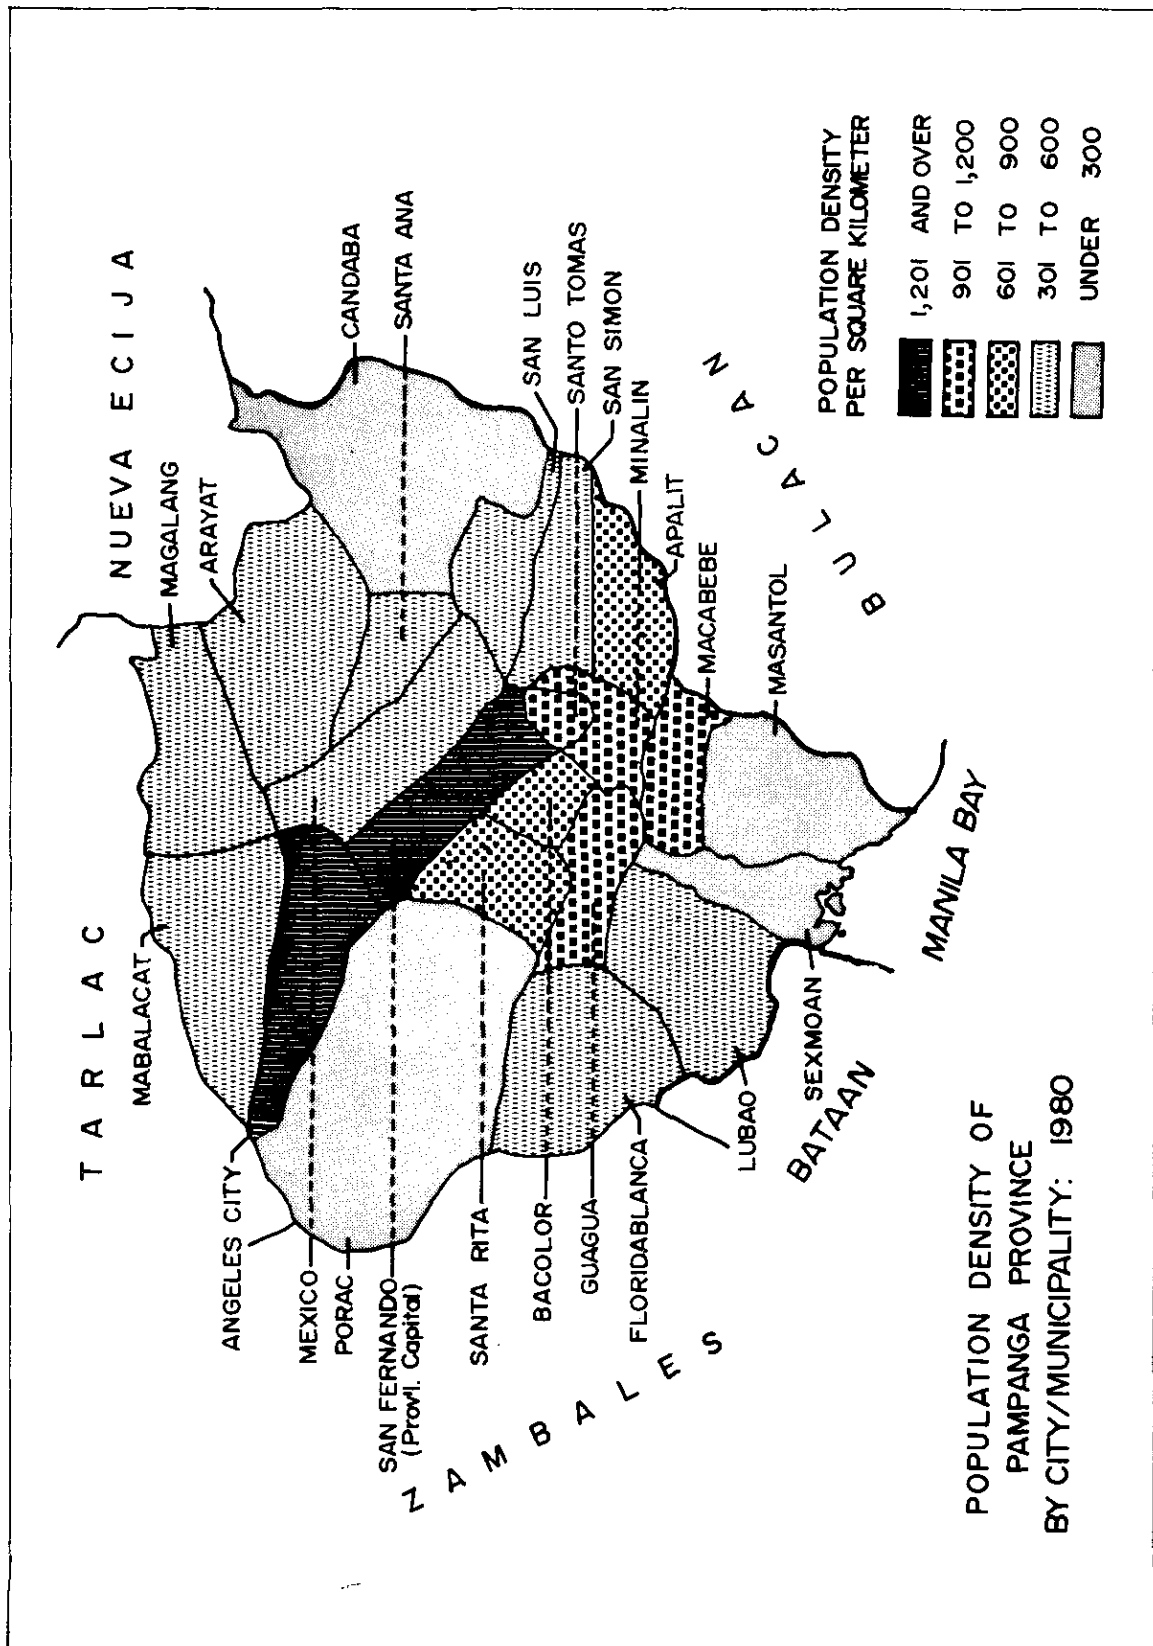 TARLAC
NUEVA ECIJA
MABALACAT
MAGALANG
ARAYAT
ANGELES CITY
MEXICO
PORAC
SAN FERNANDO
(Prov'l. Capital)
SANTA RITA
BACOLOR
GUAGUA
FLORIDABLANCA
LUBAO
SEXMOAN
CANDABA
SANTA ANA
SAN LUIS
SANTO TOMAS
SAN SIMON
MINALIN
APALIT
MACABEBE
MASANTOL
ZAMBALES
BATAAN
MANILA BAY
BULACAN
POPULATION DENSITY
PER SQUARE KILOMETER
1,201 AND OVER
901 TO 1,200
601 TO 900
301 TO 600
UNDER 300
POPULATION DENSITY OF
PAMPANGA PROVINCE
BY CITY/MUNICIPALITY: 1980